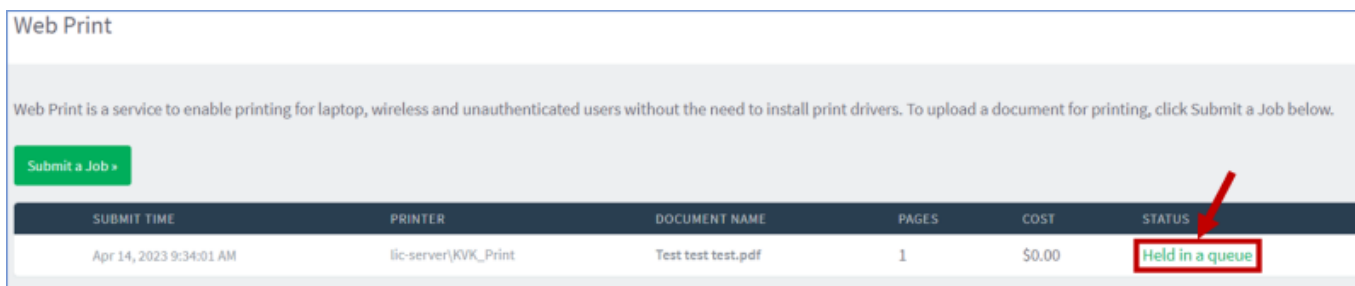 Web Print
Web Print is a service to enable printing for laptop, wireless and unauthenticated users without the need to install print drivers. To upload a document for printing, click Submit a Job below.
Submit a Job »
SUBMIT TIME PRINTER DOCUMENT NAME PAGES COST STATUS
Apr 14, 2023 9:34:01 AM lic-server\KVK_Print Test test test.pdf 1 $0.00 Held in a queue